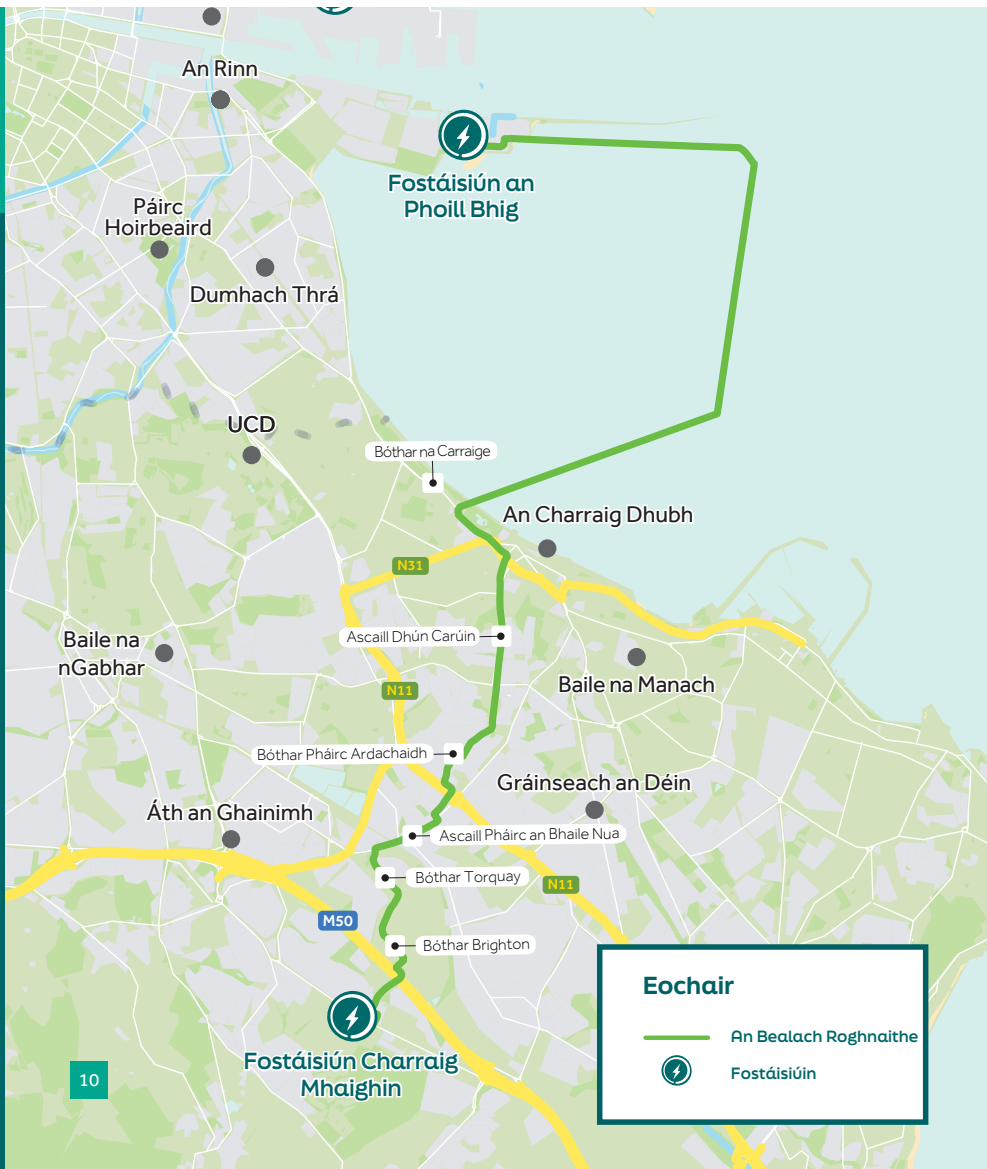 An Rinn
Fostáisiún an
Phoill Bhig
Páirc
Hoirbeaird
Dumhach Thrá
UCD
Bóthar na Carraige
An Charraig Dhubh
N31
Ascaill Dhún Carúin
Baile na
nGabhar
Baile na Manach
N11
Bóthar Pháirc Ardachaidh
Gráinseach an Déin
Áth an Ghainimh
Ascaill Pháirc an Bhaile Nua
Bóthar Torquay
N11
M50
Bóthar Brighton
Fostáisiún Charraig
Mhaighin
Eochair
An Bealach Roghnaithe
Fostáisiúin
10